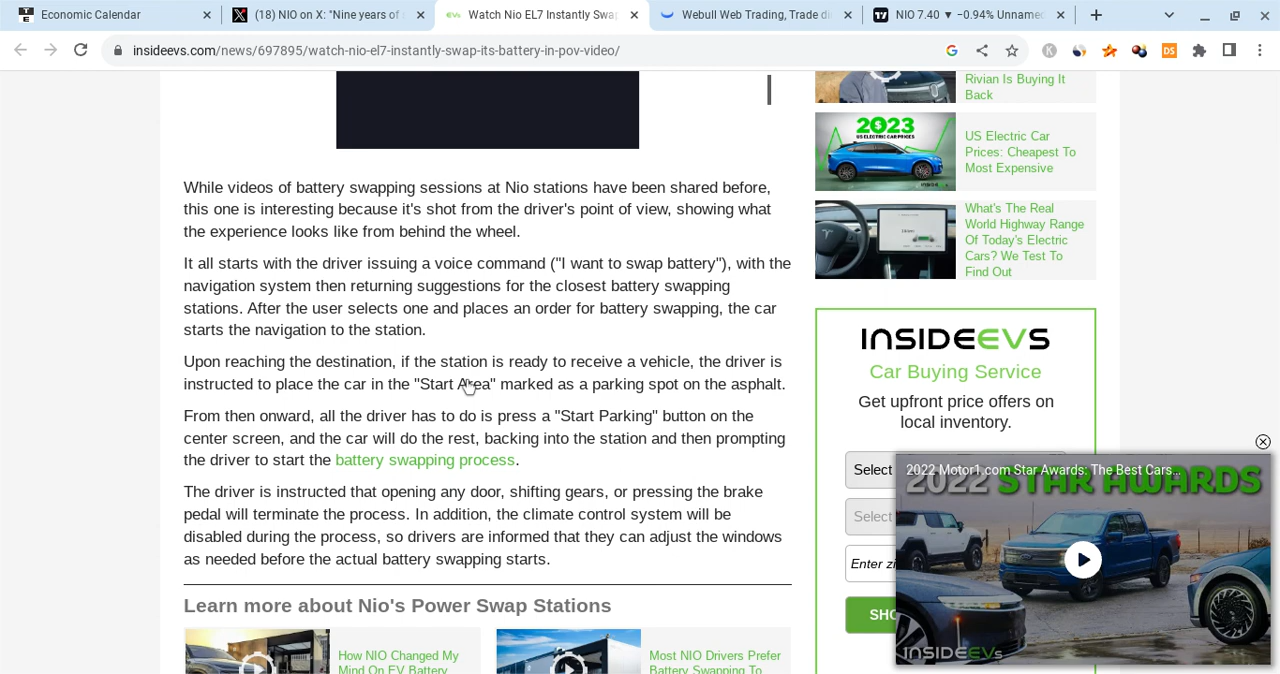 Economic Calendar
(18) NIO on X: "Nine years of
Watch Nio EL7 Instantly Swap
Webull Web Trading, Trade di
NIO 7.40 ▼ −0.94% Unnamed
insideevs.com/news/697895/watch-nio-el7-instantly-swap-its-battery-in-pov-video/
While videos of battery swapping sessions at Nio stations have been shared before,
this one is interesting because it's shot from the driver's point of view, showing what
the experience looks like from behind the wheel.
It all starts with the driver issuing a voice command ("I want to swap battery"), with the
navigation system then returning suggestions for the closest battery swapping
stations. After the user selects one and places an order for battery swapping, the car
starts the navigation to the station.
Upon reaching the destination, if the station is ready to receive a vehicle, the driver is
instructed to place the car in the "Start Area" marked as a parking spot on the asphalt.
From then onward, all the driver has to do is press a "Start Parking" button on the
center screen, and the car will do the rest, backing into the station and then prompting
the driver to start the battery swapping process.
The driver is instructed that opening any door, shifting gears, or pressing the brake
pedal will terminate the process. In addition, the climate control system will be
disabled during the process, so drivers are informed that they can adjust the windows
as needed before the actual battery swapping starts.
Learn more about Nio's Power Swap Stations
How NIO Changed My
Mind On EV Battery
Most NIO Drivers Prefer
Battery Swapping To
Rivian Is Buying It
Back
2023
US ELECTRIC CAR
PRICES
INSIDEEVS
US Electric Car
Prices: Cheapest To
Most Expensive
What's The Real
World Highway Range
Of Today's Electric
Cars? We Test To
Find Out
INSIDEEVS
Car Buying Service
Get upfront price offers on
local inventory.
Select
Select
Enter zi
SHO
2022 Motor1.com Star Awards: The Best Cars...
2022 STAR AWARDS
INSIDEEVs
DS